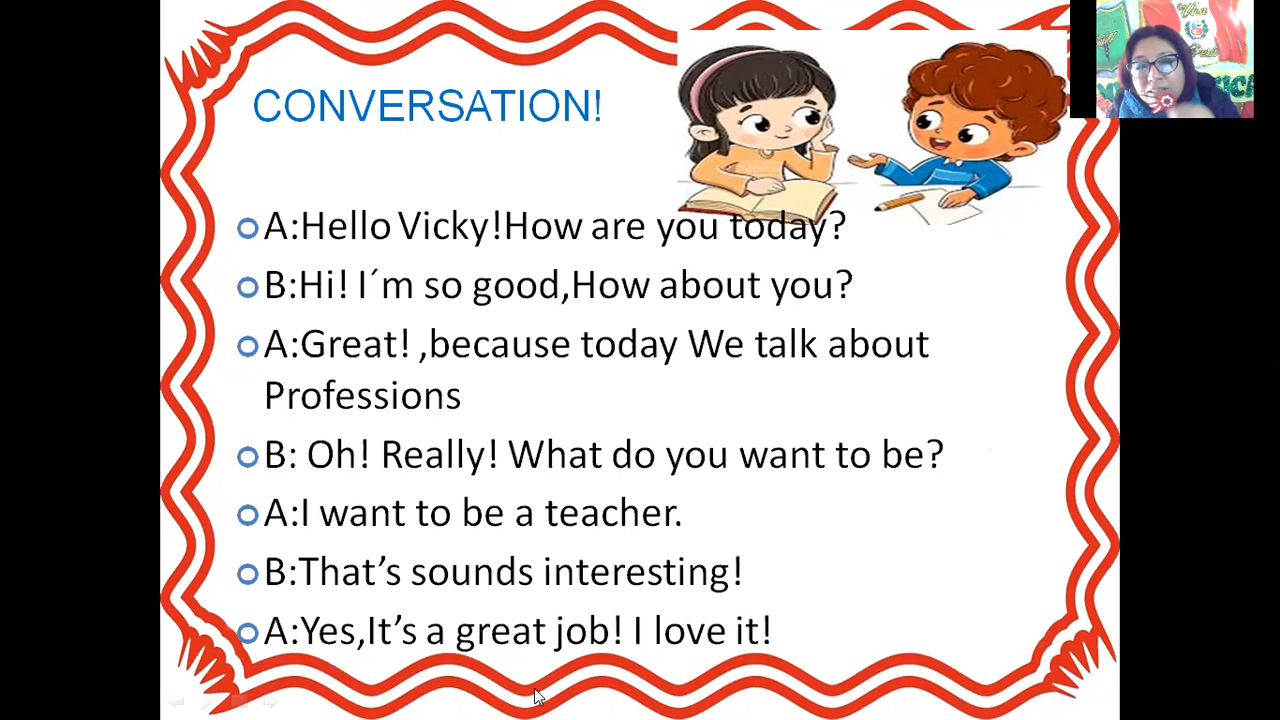 Viva
Perú
CONVERSATION!
A:Hello Vicky!How are you today?
B:Hi! I´m so good,How about you?
A:Great! ,because today We talk about
Professions
B: Oh! Really! What do you want to be?
A:I want to be a teacher.
B:That’s sounds interesting!
A:Yes,It’s a great job! I love it!